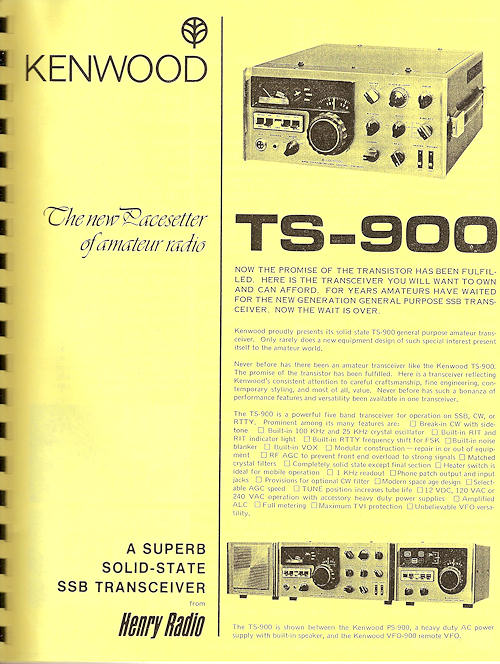 KENWOOD
The new Pacesetter
of amateur radio
TS-900
NOW THE PROMISE OF THE TRANSISTOR HAS BEEN FULFIL-
LED. HERE IS THE TRANSCEIVER YOU WILL WANT TO OWN
AND CAN AFFORD. FOR YEARS AMATEURS HAVE WAITED
FOR THE NEW GENERATION GENERAL PURPOSE SSB TRANS-
CEIVER. NOW THE WAIT IS OVER.
Kenwood proudly presents its solid state TS-900 general purpose amateur trans-
ceiver. Only rarely does a new equipment design of such special interest present
itself to the amateur world.
Never before has there been an amateur transceiver like the Kenwood TS-900.
The promise of the transistor has been fulfilled. Here is a transceiver reflecting
Kenwood's consistent attention to careful craftsmanship, fine engineering, con-
temporary styling, and most of all, value. Never before has such a bonanza of
performance features and versatility been available in one transceiver.
The TS-900 is a powerful five band transceiver for operation on SSB, CW, or
RTTY. Prominent among its many features are: □ Break-in CW with side-
tone □ Built-in 100 KHz and 25 KHz crystal oscillator □ Built-in RIT and
RIT indicator light □ Built-in RTTY frequency shift for FSK □ Built-in noise
blanker □ Built-in VOX □ Modular construction — repair in or out of equip-
ment □ RF AGC to prevent front end overload to strong signals □ Matched
crystal filters □ Completely solid state except final section □ Heater switch is
ideal for mobile operation □ 1 KHz readout □ Phone patch output and input
jacks □ Provisions for optional CW filter □ Modern space age design □ Select-
able AGC speed □ TUNE position increases tube life □ 12 VDC, 120 VAC or
240 VAC operation with accessory heavy duty power supplies □ Amplified
ALC □ Full metering □ Maximum TVI protection □ Unbelievable VFO versa-
tility.
A SUPERB
SOLID-STATE
SSB TRANSCEIVER
from
Henry Radio
The TS-900 is shown between the Kenwood PS-900, a heavy duty AC power
supply with built-in speaker, and the Kenwood VFO-900 remote VFO.